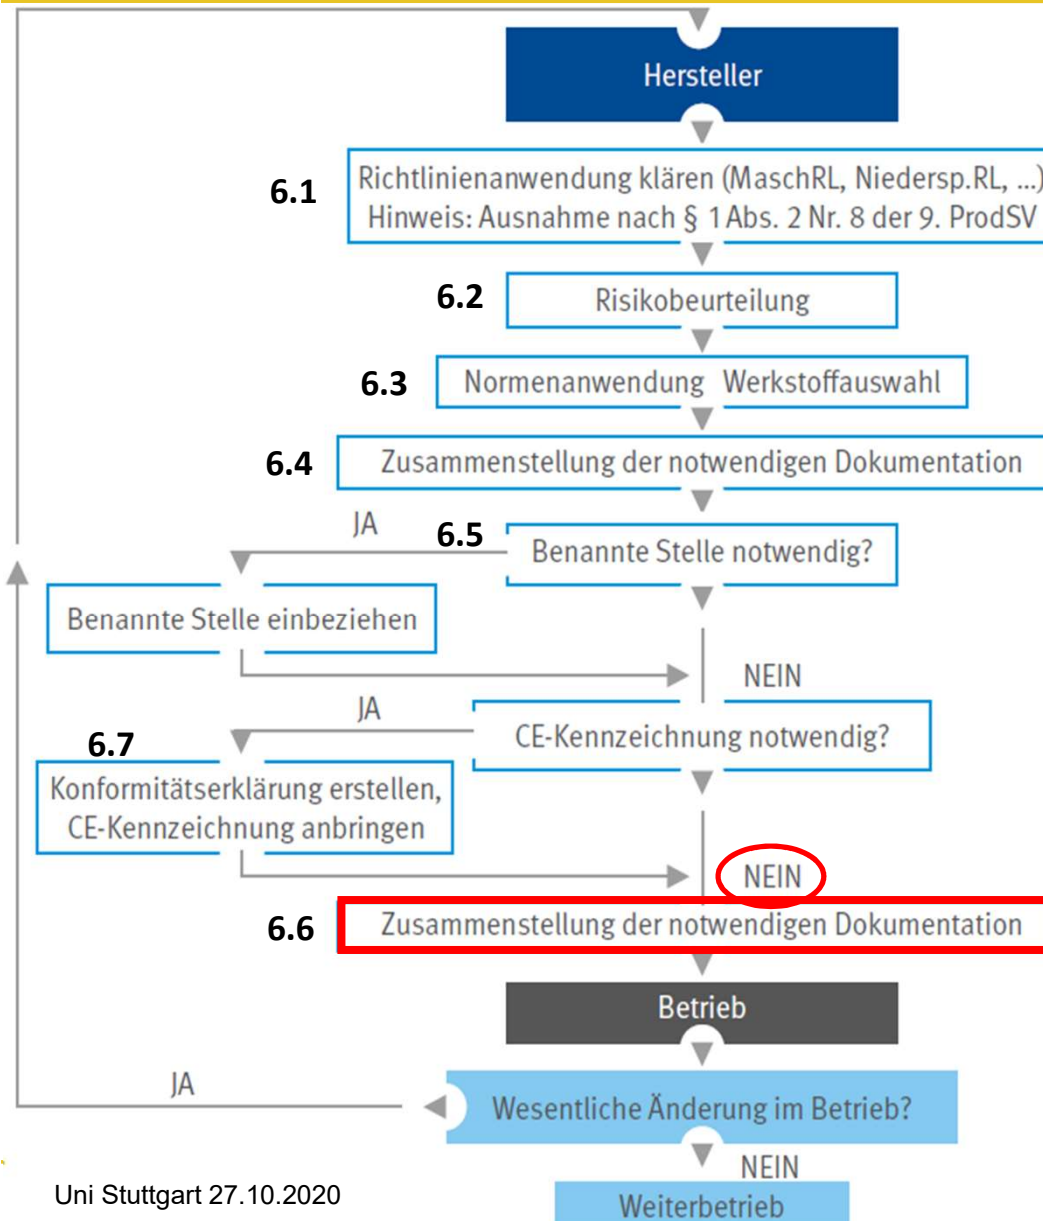 Hersteller
6.1
Richtlinienanwendung klären (MaschRL, Niedersp.RL, ...)
Hinweis: Ausnahme nach § 1 Abs. 2 Nr. 8 der 9. ProdSV
6.2
Risikobeurteilung
6.3
Normenanwendung Werkstoffauswahl
6.4
Zusammenstellung der notwendigen Dokumentation
JA
6.5
Benannte Stelle notwendig?
Benannte Stelle einbeziehen
NEIN
JA
CE-Kennzeichnung notwendig?
6.7
Konformitätserklärung erstellen,
CE-Kennzeichnung anbringen
NEIN
6.6
Zusammenstellung der notwendigen Dokumentation
Betrieb
JA
Wesentliche Änderung im Betrieb?
NEIN
Uni Stuttgart 27.10.2020
Weiterbetrieb